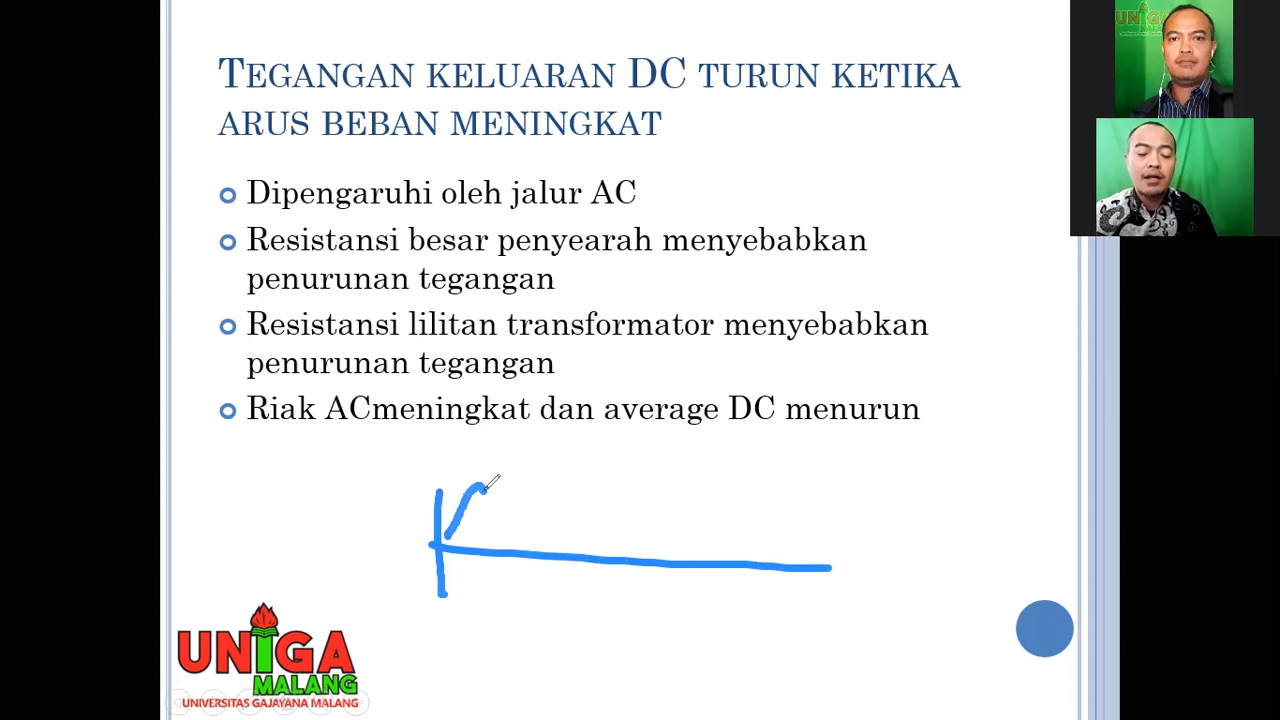 TEGANGAN KELUARAN DC TURUN KETIKA
ARUS BEBAN MENINGKAT
Dipengaruhi oleh jalur AC
Resistansi besar penyearah menyebabkan
penurunan tegangan
Resistansi lilitan transformator menyebabkan
penurunan tegangan
Riak ACmeningkat dan average DC menurun
UNIGA
MALANG
UNIVERSITAS GAJAYANA MALANG
UNIGA